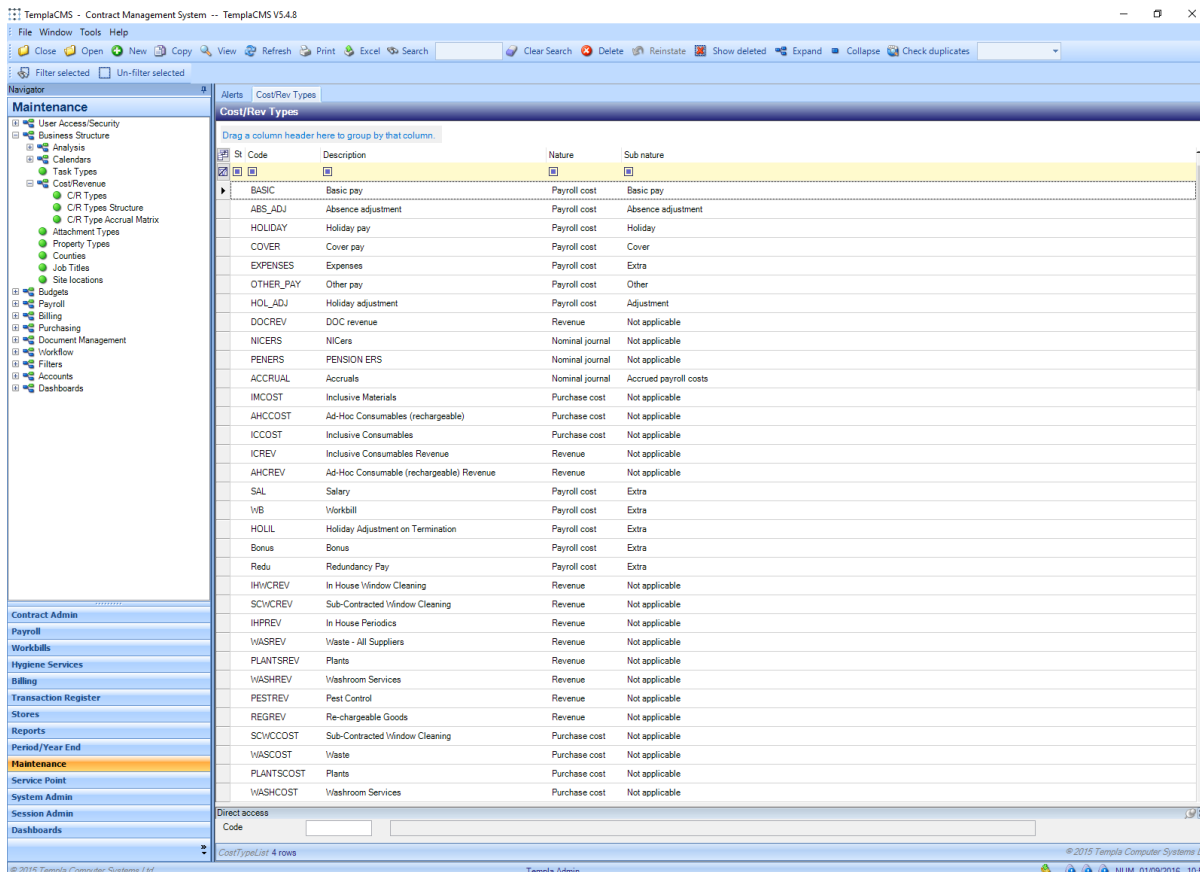 TemplaCMS - Contract Management System -- TemplaCMS V5.4.8
File Window Tools Help
Close Open New Copy View Refresh Print Excel Search Clear Search Delete Reinstate Show deleted Expand Collapse Check duplicates
Filter selected Un-filter selected
Navigator
Maintenance
User Access/Security
Business Structure
Analysis
Calendars
Task Types
Cost/Revenue
C/R Types
C/R Types Structure
C/R Type Accrual Matrix
Attachment Types
Property Types
Counties
Job Titles
Site locations
Budgets
Payroll
Billing
Purchasing
Document Management
Workflow
Filters
Accounts
Dashboards
Contract Admin
Payroll
Workbills
Hygiene Services
Billing
Transaction Register
Stores
Reports
Period/Year End
Maintenance
Service Point
System Admin
Session Admin
Dashboards
Alerts Cost/Rev Types
Cost/Rev Types
Drag a column header here to group by that column.
St Code Description Nature Sub nature
BASIC Basic pay Payroll cost Basic pay
ABS_ADJ Absence adjustment Payroll cost Absence adjustment
HOLIDAY Holiday pay Payroll cost Holiday
COVER Cover pay Payroll cost Cover
EXPENSES Expenses Payroll cost Extra
OTHER_PAY Other pay Payroll cost Other
HOL_ADJ Holiday adjustment Payroll cost Adjustment
DOCREV DOC revenue Revenue Not applicable
NICERS NICers Nominal journal Not applicable
PENERS PENSION ERS Nominal journal Not applicable
ACCRUAL Accruals Nominal journal Accrued payroll costs
IMCOST Inclusive Materials Purchase cost Not applicable
AHCCOST Ad-Hoc Consumables (rechargeable) Purchase cost Not applicable
ICCOST Inclusive Consumables Purchase cost Not applicable
ICREV Inclusive Consumables Revenue Revenue Not applicable
AHCREV Ad-Hoc Consumable (rechargeable) Revenue Revenue Not applicable
SAL Salary Payroll cost Extra
WB Workbill Payroll cost Extra
HOLIL Holiday Adjustment on Termination Payroll cost Extra
Bonus Bonus Payroll cost Extra
Redu Redundancy Pay Payroll cost Extra
IHWCREV In House Window Cleaning Revenue Not applicable
SCWCREV Sub-Contracted Window Cleaning Revenue Not applicable
IHPREV In House Periodics Revenue Not applicable
WASREV Waste - All Suppliers Revenue Not applicable
PLANTSREV Plants Revenue Not applicable
WASHREV Washroom Services Revenue Not applicable
PESTREV Pest Control Revenue Not applicable
REGREV Re-chargeable Goods Revenue Not applicable
SCWCCOST Sub-Contracted Window Cleaning Purchase cost Not applicable
WASCOST Waste Purchase cost Not applicable
PLANTSCOST Plants Purchase cost Not applicable
WASHCOST Washroom Services Purchase cost Not applicable
Direct access
Code
CostTypeList 4 rows © 2015 Templa Computer Systems L
© 2015 Templa Computer Systems Ltd Templa Admin NUM 01/09/2016